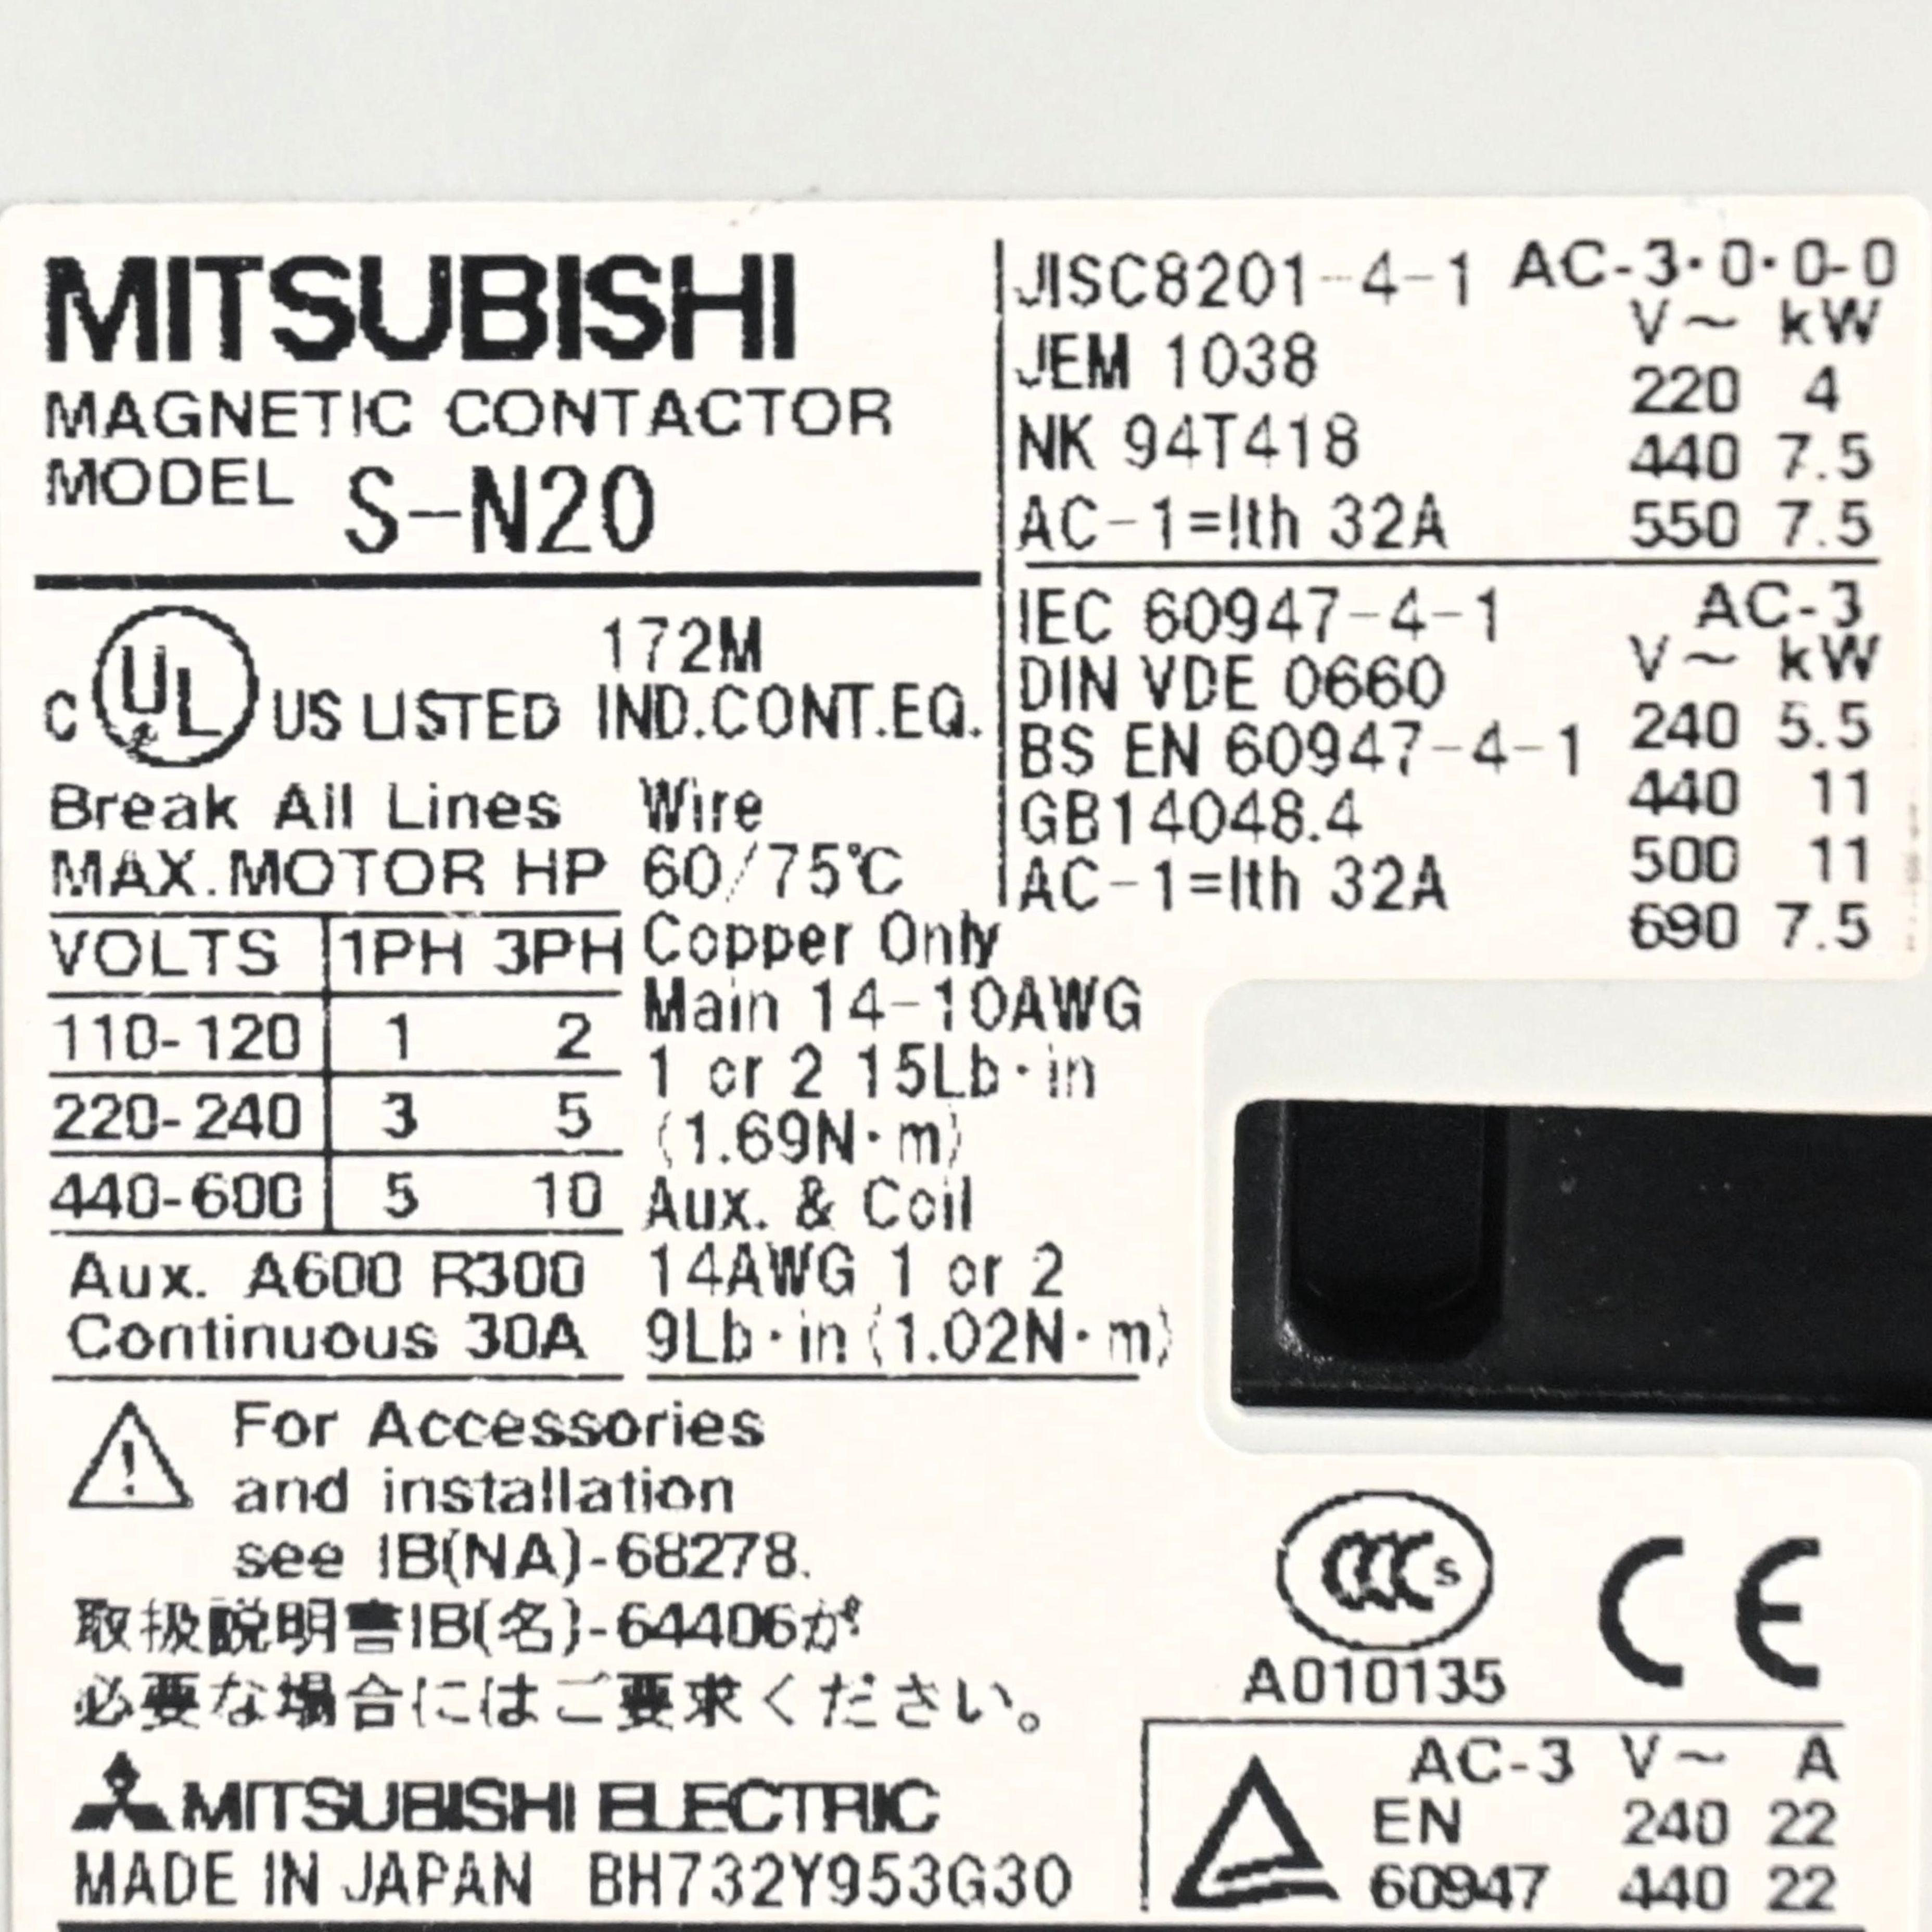 MITSUBISHI
MAGNETIC CONTACTOR
MODEL S-N20
JISC8201-4-1 AC-3·0·0-0
V~ kW
JEM 1038
220 4
NK 94T418
440 7.5
AC-1=Ith 32A
550 7.5
IEC 60947-4-1 AC-3
DIN VDE 0660
V~ kW
BS EN 60947-4-1
240 5.5
GB14048.4
440 11
AC-1=Ith 32A
500 11
690 7.5
C UL US LISTED
172M
IND.CONT.EQ.
Break All Lines
MAX.MOTOR HP
VOLTS 1PH 3PH
110-120 1 2
220-240 3 5
440-600 5 10
Aux. A600 R300
Continuous 30A
Wire
60/75℃
Copper Only
Main 14-10AWG
1 or 2 15Lb·in
(1.69N·m)
Aux. & Coil
14AWG 1 or 2
9Lb·in(1.02N·m)
For Accessories
and installation
see IB(NA)-68278.
取扱説明書IB(名)-64406が
必要な場合にはご要求ください。
MITSUBISHI ELECTRIC
MADE IN JAPAN BH732Y953G30
CCC S
A010135
CE
AC-3 V~ A
EN 240 22
60947 440 22